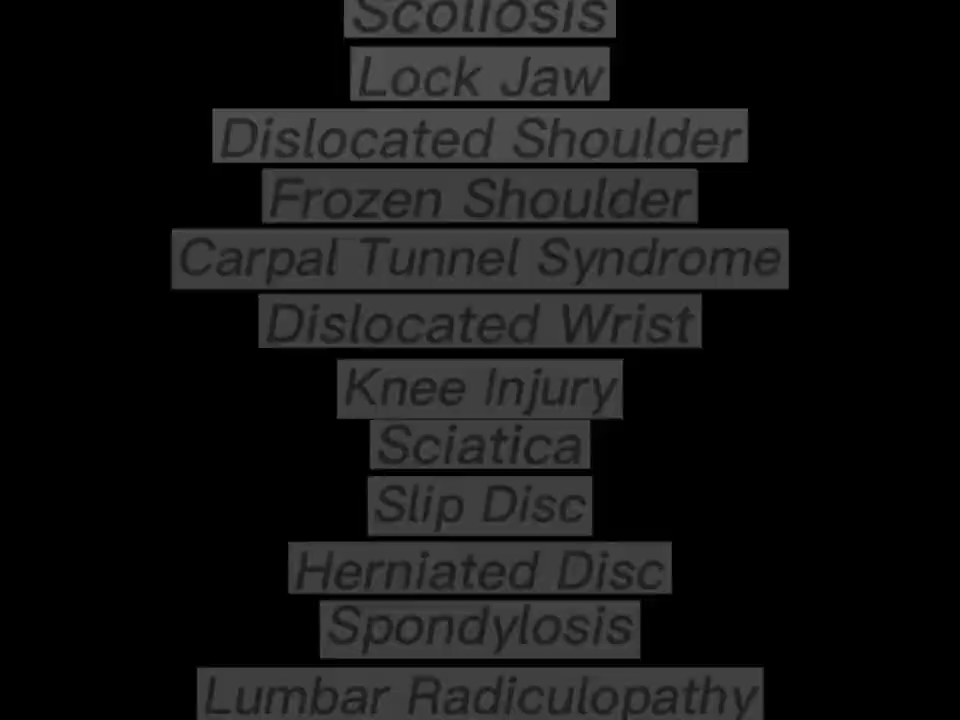 Scoliosis
Lock Jaw
Dislocated Shoulder
Frozen Shoulder
Carpal Tunnel Syndrome
Dislocated Wrist
Knee Injury
Sciatica
Slip Disc
Herniated Disc
Spondylosis
Lumbar Radiculopathy